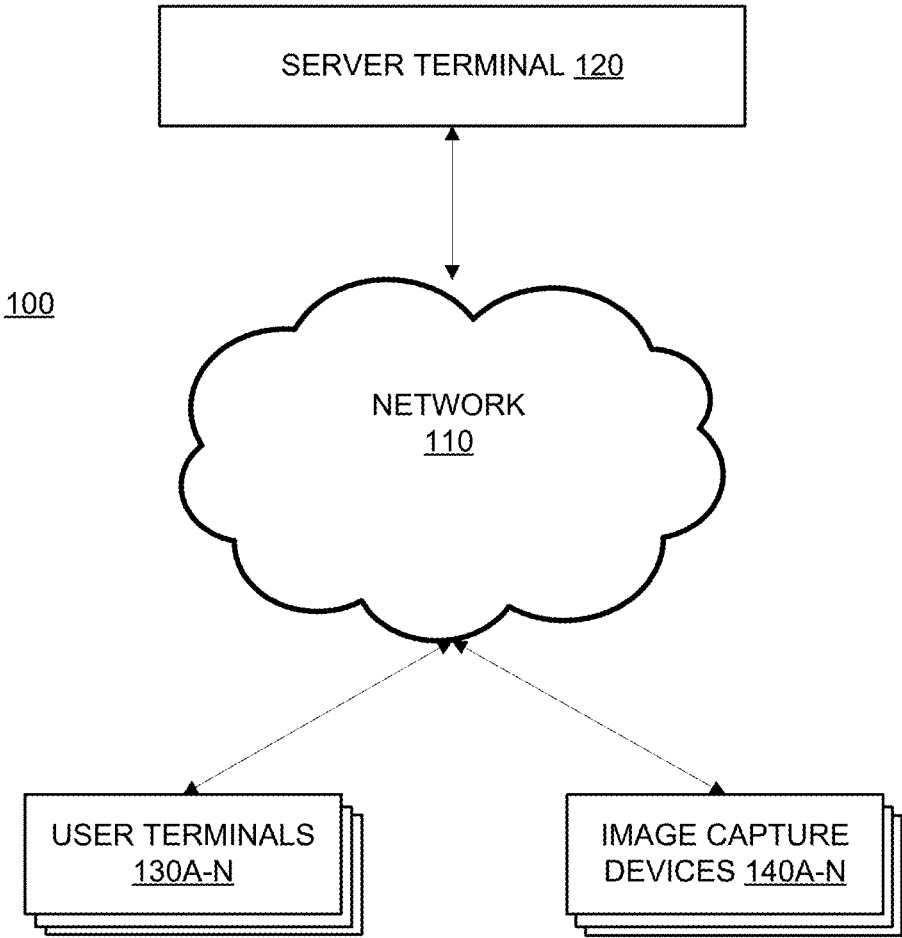 SERVER TERMINAL 120
100
NETWORK
110
USER TERMINALS
130A-N
IMAGE CAPTURE
DEVICES 140A-N